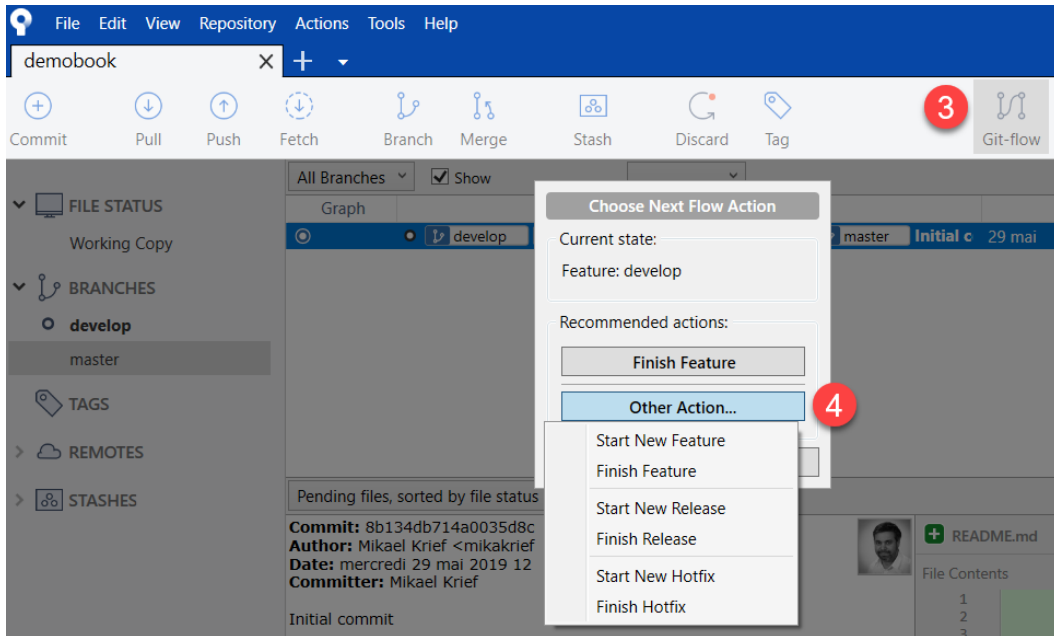 File Edit View Repository Actions Tools Help
demobook
Commit Pull Push Fetch Branch Merge Stash Discard Tag 3 Git-flow
All Branches Show
FILE STATUS
Working Copy
BRANCHES
develop
master
TAGS
REMOTES
STASHES
Graph
develop master Initial c 29 mai
Choose Next Flow Action
Current state:
Feature: develop
Recommended actions:
Finish Feature
Other Action... 4
Start New Feature
Finish Feature
Start New Release
Finish Release
Start New Hotfix
Finish Hotfix
Pending files, sorted by file status
Commit: 8b134db714a0035d8c
Author: Mikael Krief <mikakrief
Date: mercredi 29 mai 2019 12
Committer: Mikael Krief
Initial commit
README.md
File Contents
1
2
3